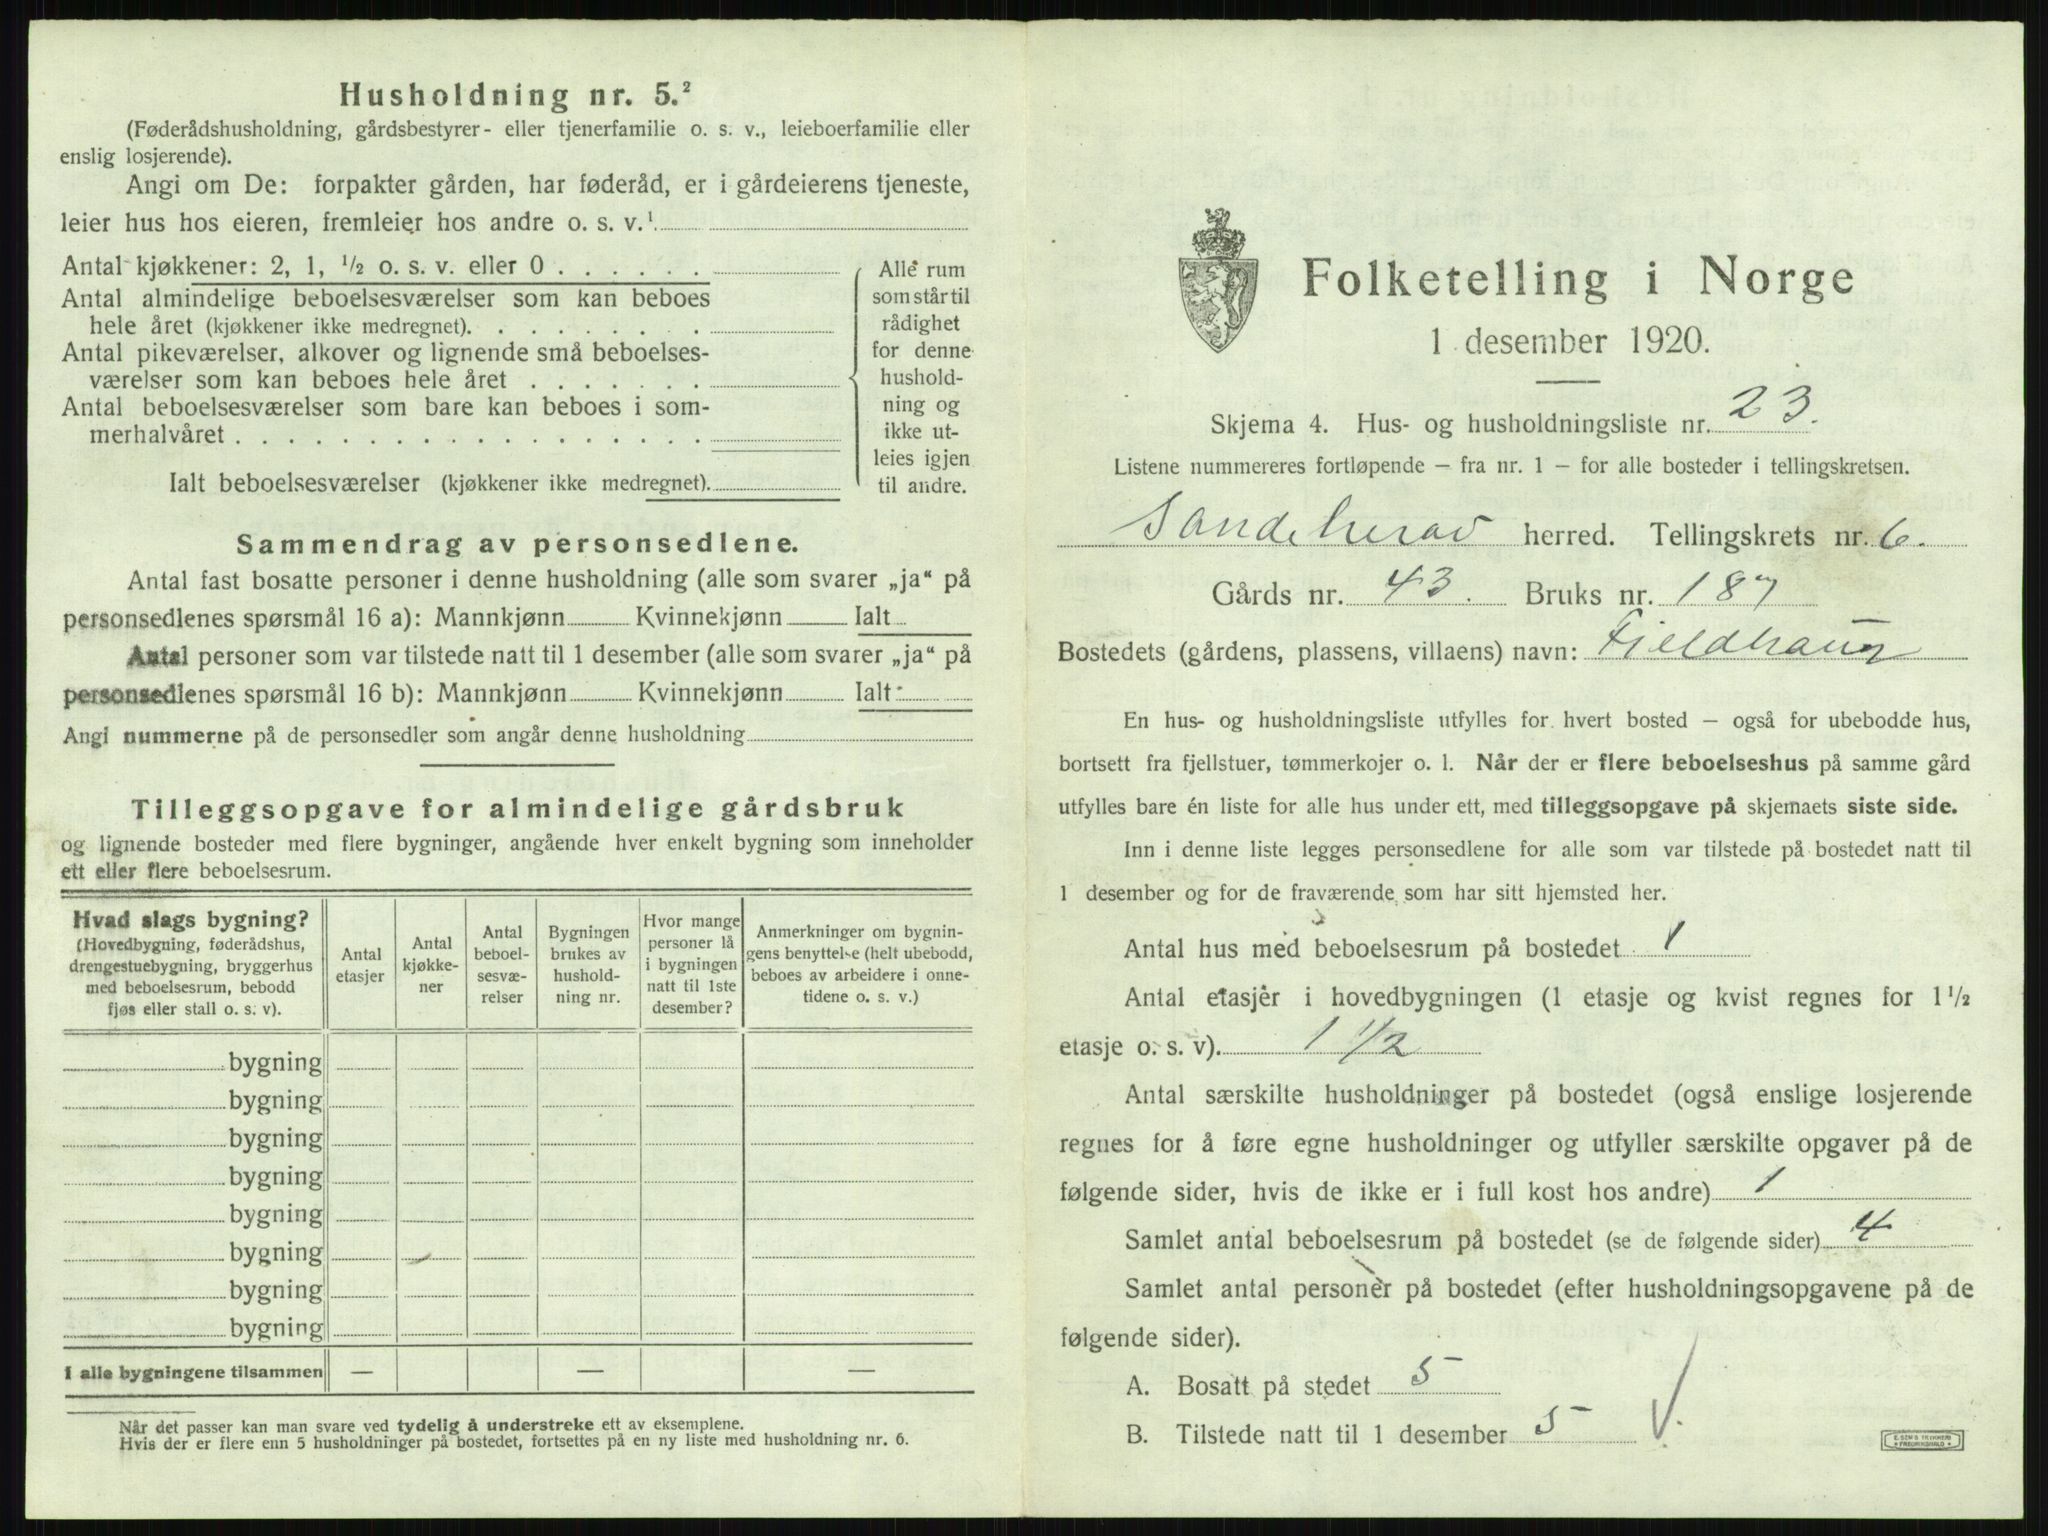 Husholdning nr. 5.²
(Føderådshusholdning, gårdsbestyrer- eller tjenerfamilie o. s. v., leieboerfamilie eller
enslig losjerende).
Angi om De: forpakter gården, har føderåd, er i gårdeierens tjeneste,
leier hus hos eieren, fremleier hos andre o. s. v.¹
Antal kjøkkener: 2, 1, ½ o. s. v. eller 0 . . . . . .
Antal almindelige beboelsesværelser som kan beboes
hele året (kjøkkener ikke medregnet). . . . . . . . .
Antal pikeværelser, alkover og lignende små beboelses-
værelser som kan beboes hele året . . . . . . .
Antal beboelsesværelser som bare kan beboes i som-
merhalvåret . . . . . . . . . . . . . . . . . .
Ialt beboelsesværelser (kjøkkener ikke medregnet).
Alle rum
som står til
rådighet
for denne
hushold-
ning og
ikke ut-
leies igjen
til andre.
Sammendrag av personsedlene.
Antal fast bosatte personer i denne husholdning (alle som svarer „ja“ på
personsedlenes spørsmål 16 a): Mannkjønn Kvinnekjønn Ialt
Antal personer som var tilstede natt til 1 desember (alle som svarer „ja“ på
personsedlenes spørsmål 16 b): Mannkjønn Kvinnekjønn Ialt
Angi nummerne på de personsedler som angår denne husholdning
Tilleggsopgave for almindelige gårdsbruk
og lignende bosteder med flere bygninger, angående hver enkelt bygning som inneholder
ett eller flere beboelsesrum.
Hvad slags bygning?
(Hovedbygning, føderådshus,
drengestuebygning, bryggerhus
med beboelsesrum, bebodd
fjøs eller stall o. s. v).
Antal
etasjer
Antal
kjøkke-
ner
Antal
beboel-
sesvæ-
relser
Bygningen
brukes av
hushold-
ning nr.
Hvor mange
personer lå
i bygningen
natt til 1ste
desember?
Anmerkninger om bygnin-
gens benyttelse (helt ubebodd,
beboes av arbeidere i onne-
tidene o. s. v.)
bygning
bygning
bygning
bygning
bygning
bygning
bygning
bygning
I alle bygningene tilsammen — — —
Når det passer kan man svare ved tydelig å understreke ett av eksemplene.
Hvis der er flere enn 5 husholdninger på bostedet, fortsettes på en ny liste med husholdning nr. 6.
Folketelling i Norge
1 desember 1920.
Skjema 4. Hus- og husholdningsliste nr. 23.
Listene nummereres fortløpende – fra nr. 1 – for alle bosteder i tellingskretsen.
Sandeherad herred. Tellingskrets nr. 6.
Gårds nr. 43. Bruks nr. 187
Bostedets (gårdens, plassens, villaens) navn: Fjeldhaug
En hus- og husholdningsliste utfylles for hvert bosted – også for ubebodde hus,
bortsett fra fjellstuer, tømmerkojer o. l. Når der er flere beboelseshus på samme gård
utfylles bare én liste for alle hus under ett, med tilleggsopgave på skjemaets siste side.
Inn i denne liste legges personsedlene for alle som var tilstede på bostedet natt til
1 desember og for de fraværende som har sitt hjemsted her.
Antal hus med beboelsesrum på bostedet 1
Antal etasjer i hovedbygningen (1 etasje og kvist regnes for 1½
etasje o. s. v). 1 1/2
Antal særskilte husholdninger på bostedet (også enslige losjerende
regnes for å føre egne husholdninger og utfyller særskilte opgaver på de
følgende sider, hvis de ikke er i full kost hos andre) 1
Samlet antal beboelsesrum på bostedet (se de følgende sider) 4
Samlet antal personer på bostedet (efter husholdningsopgavene på de
følgende sider).
A. Bosatt på stedet 5
B. Tilstede natt til 1 desember 5